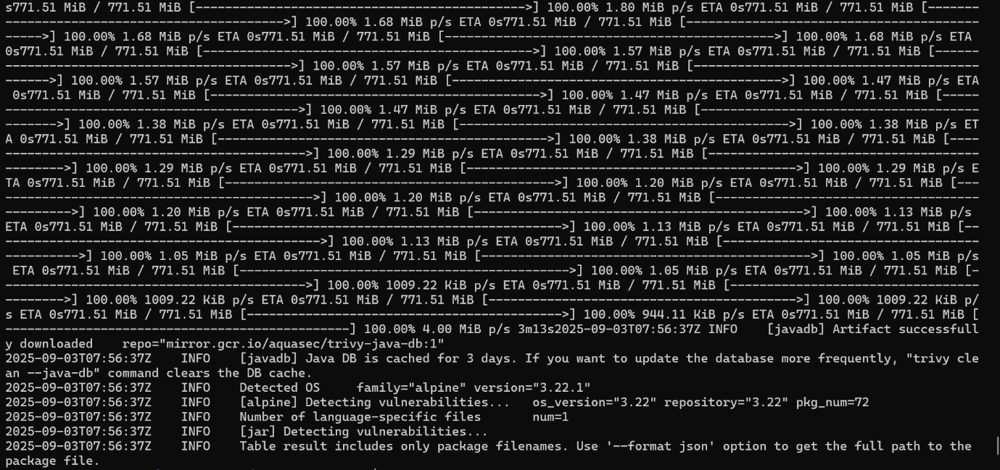 s771.51 MiB / 771.51 MiB [---------------------------------------------->] 100.00% 1.80 MiB p/s ETA 0s771.51 MiB / 771.51 MiB [-------
--------------------------------------->] 100.00% 1.68 MiB p/s ETA 0s771.51 MiB / 771.51 MiB [----------------------------------------
----->] 100.00% 1.68 MiB p/s ETA 0s771.51 MiB / 771.51 MiB [--------------------------------------------->] 100.00% 1.68 MiB p/s ETA
0s771.51 MiB / 771.51 MiB [--------------------------------------------->] 100.00% 1.57 MiB p/s ETA 0s771.51 MiB / 771.51 MiB [------
---------------------------------------->] 100.00% 1.57 MiB p/s ETA 0s771.51 MiB / 771.51 MiB [---------------------------------------
------>] 100.00% 1.57 MiB p/s ETA 0s771.51 MiB / 771.51 MiB [--------------------------------------------->] 100.00% 1.47 MiB p/s ETA
 0s771.51 MiB / 771.51 MiB [--------------------------------------------->] 100.00% 1.47 MiB p/s ETA 0s771.51 MiB / 771.51 MiB [-----
----------------------------------------->] 100.00% 1.47 MiB p/s ETA 0s771.51 MiB / 771.51 MiB [--------------------------------------
------->] 100.00% 1.38 MiB p/s ETA 0s771.51 MiB / 771.51 MiB [--------------------------------------------->] 100.00% 1.38 MiB p/s ET
A 0s771.51 MiB / 771.51 MiB [--------------------------------------------->] 100.00% 1.38 MiB p/s ETA 0s771.51 MiB / 771.51 MiB [----
------------------------------------------>] 100.00% 1.29 MiB p/s ETA 0s771.51 MiB / 771.51 MiB [-------------------------------------
-------->] 100.00% 1.29 MiB p/s ETA 0s771.51 MiB / 771.51 MiB [--------------------------------------------->] 100.00% 1.29 MiB p/s E
TA 0s771.51 MiB / 771.51 MiB [--------------------------------------------->] 100.00% 1.20 MiB p/s ETA 0s771.51 MiB / 771.51 MiB [---
------------------------------------------->] 100.00% 1.20 MiB p/s ETA 0s771.51 MiB / 771.51 MiB [------------------------------------
--------->] 100.00% 1.20 MiB p/s ETA 0s771.51 MiB / 771.51 MiB [--------------------------------------------->] 100.00% 1.13 MiB p/s
ETA 0s771.51 MiB / 771.51 MiB [--------------------------------------------->] 100.00% 1.13 MiB p/s ETA 0s771.51 MiB / 771.51 MiB [--
-------------------------------------------->] 100.00% 1.13 MiB p/s ETA 0s771.51 MiB / 771.51 MiB [-----------------------------------
---------->] 100.00% 1.05 MiB p/s ETA 0s771.51 MiB / 771.51 MiB [--------------------------------------------->] 100.00% 1.05 MiB p/s
 ETA 0s771.51 MiB / 771.51 MiB [--------------------------------------------->] 100.00% 1.05 MiB p/s ETA 0s771.51 MiB / 771.51 MiB [-
----------------------------------------->] 100.00% 1009.22 KiB p/s ETA 0s771.51 MiB / 771.51 MiB [----------------------------------
-------->] 100.00% 1009.22 KiB p/s ETA 0s771.51 MiB / 771.51 MiB [------------------------------------------>] 100.00% 1009.22 KiB p/
s ETA 0s771.51 MiB / 771.51 MiB [------------------------------------------->] 100.00% 944.11 KiB p/s ETA 0s771.51 MiB / 771.51 MiB [
-----------------------------------------------] 100.00% 4.00 MiB p/s 3m13s2025-09-03T07:56:37Z INFO    [javadb] Artifact successfull
y downloaded    repo="mirror.gcr.io/aquasec/trivy-java-db:1"
2025-09-03T07:56:37Z    INFO    [javadb] Java DB is cached for 3 days. If you want to update the database more frequently, "trivy cle
an --java-db" command clears the DB cache.
2025-09-03T07:56:37Z    INFO    Detected OS     family="alpine" version="3.22.1"
2025-09-03T07:56:37Z    INFO    [alpine] Detecting vulnerabilities...   os_version="3.22" repository="3.22" pkg_num=72
2025-09-03T07:56:37Z    INFO    Number of language-specific files       num=1
2025-09-03T07:56:37Z    INFO    [jar] Detecting vulnerabilities...
2025-09-03T07:56:37Z    INFO    Table result includes only package filenames. Use '--format json' option to get the full path to the
package file.